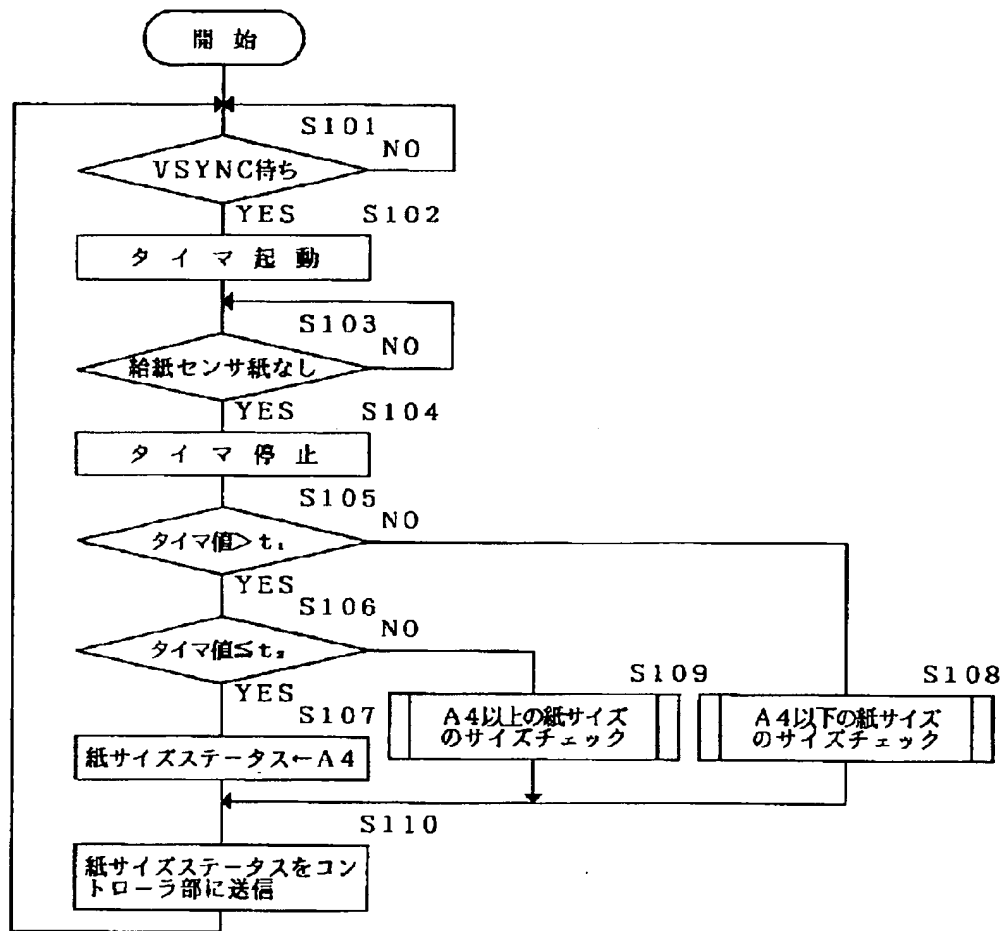 開始
S101
VSYNC待ち
NO
YES
S102
タイマ起動
S103
給紙センサ紙なし
NO
YES
S104
タイマ停止
S105
タイマ値>t₁
NO
YES
S106
タイマ値≦t₂
NO
YES
S107
紙サイズステータス←A4
S109
A4以上の紙サイズ
のサイズチェック
S108
A4以下の紙サイズ
のサイズチェック
S110
紙サイズステータスをコント
ローラ部に送信